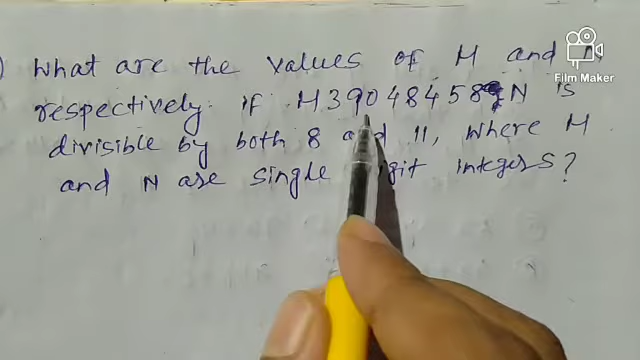 ) What are the values of M and
respectively if M39048458 N is
divisible by both 8 and 11, where M
and N are single digit integers?
Film Maker